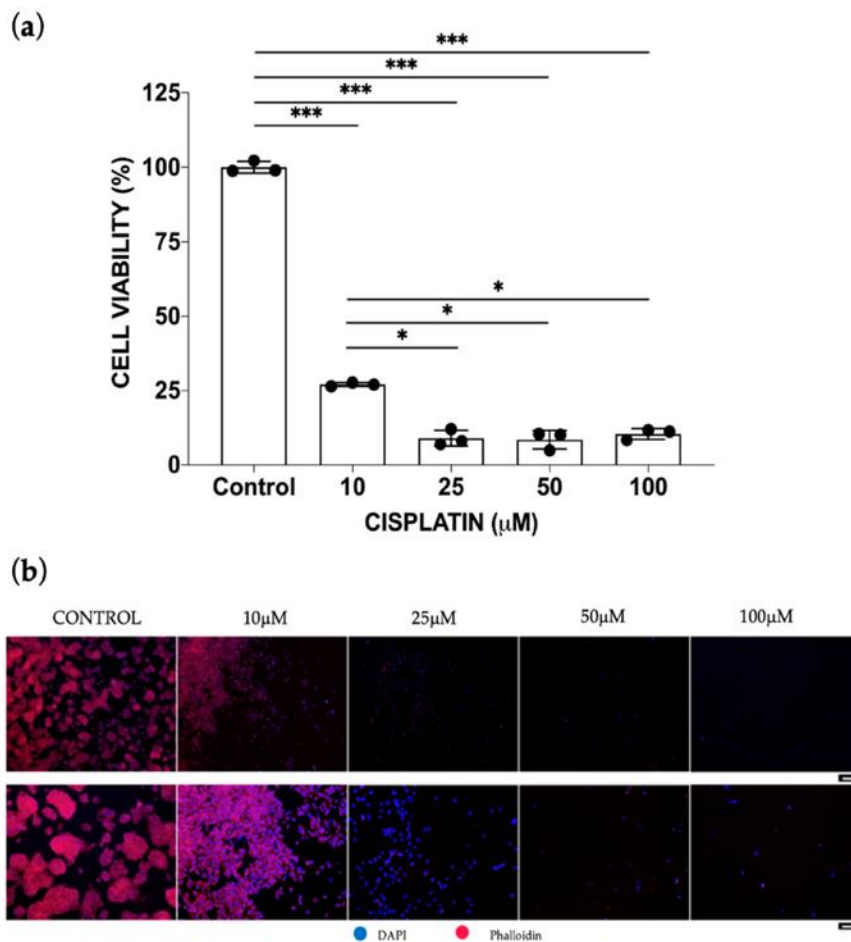 (a)
***
***
***
***
125
100
75
50
25
0
CELL VIABILITY (%)
*
*
*
Control 10 25 50 100
CISPLATIN (μM)
(b)
CONTROL 10μM 25μM 50μM 100μM
DAPI Phalloidin